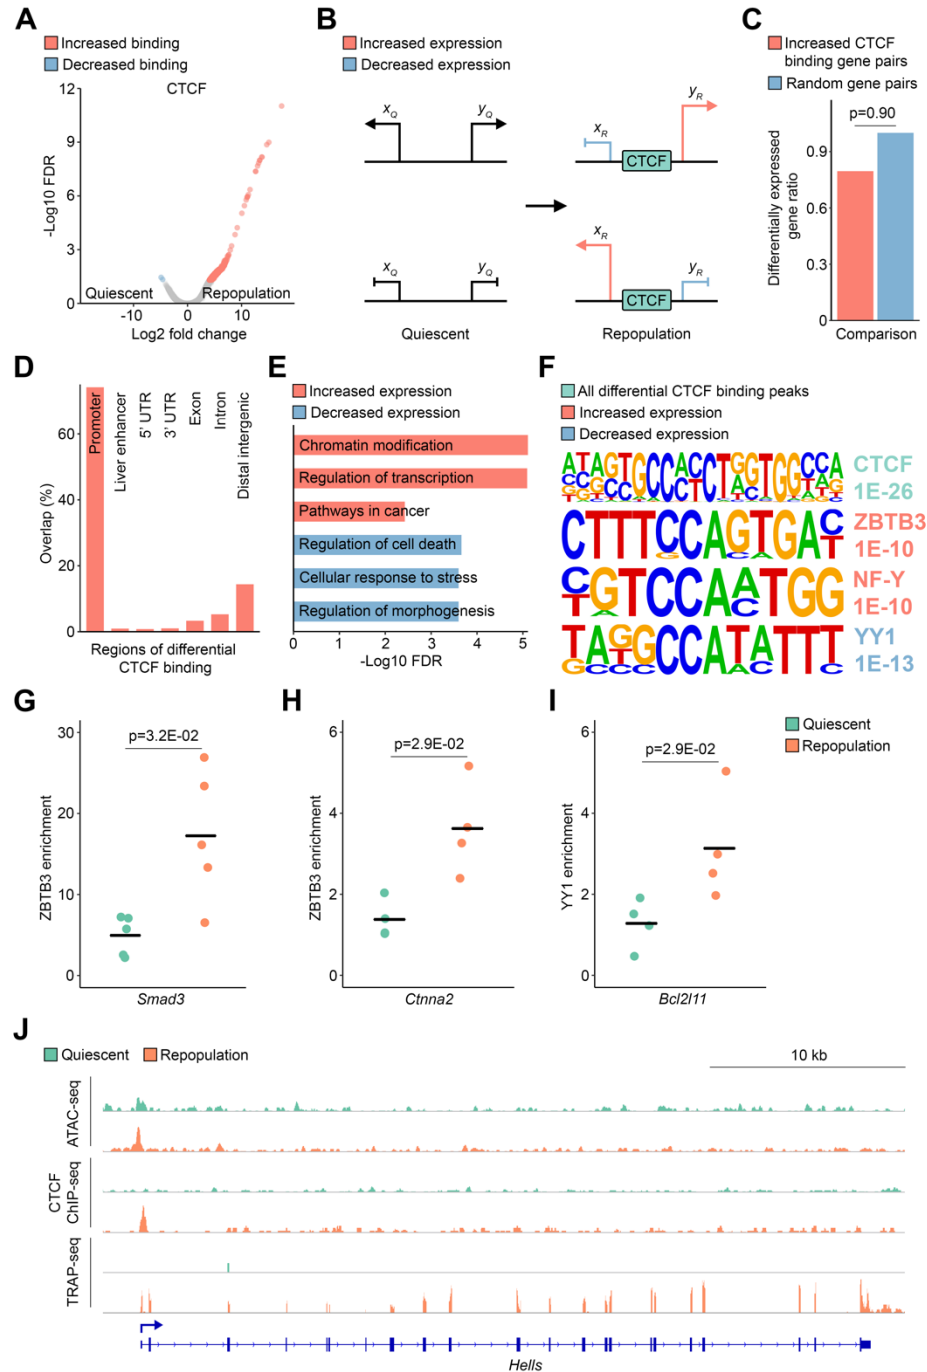 A
Increased binding
Decreased binding
CTCF
12
9
6
3
0
-Log10 FDR
Quiescent
Repopulation
-10
0
10
Log2 fold change
B
Increased expression
Decreased expression
xQ
yQ
xR
yR
CTCF
xQ
yQ
xR
yR
CTCF
Quiescent
Repopulation
C
Increased CTCF
binding gene pairs
Random gene pairs
p=0.90
0.9
0.6
0.3
0
Differentially expressed
gene ratio
Comparison
D
60
40
20
0
Overlap (%)
Promoter
Liver enhancer
5' UTR
3' UTR
Exon
Intron
Distal intergenic
Regions of differential
CTCF binding
E
Increased expression
Decreased expression
Chromatin modification
Regulation of transcription
Pathways in cancer
Regulation of cell death
Cellular response to stress
Regulation of morphogenesis
0 1 2 3 4 5
-Log10 FDR
F
All differential CTCF binding peaks
Increased expression
Decreased expression
CTCF
1E-26
ZBTB3
1E-10
NF-Y
1E-10
YY1
1E-13
G
30
20
10
0
ZBTB3 enrichment
p=3.2E-02
Smad3
H
6
4
2
0
ZBTB3 enrichment
p=2.9E-02
Ctnna2
I
6
4
2
0
YY1 enrichment
p=2.9E-02
Bcl2l11
Quiescent
Repopulation
J
Quiescent
Repopulation
10 kb
ATAC-seq
CTCF
ChIP-seq
TRAP-seq
Hells